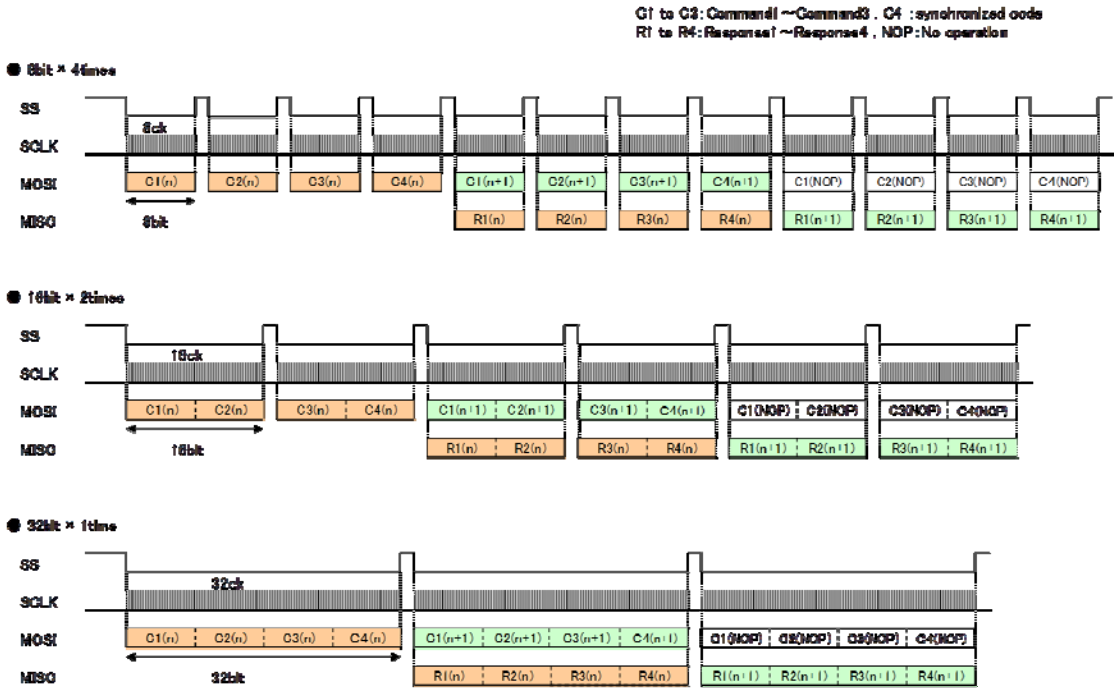 C1 to C3:Command1~Command3 . C4 :synchronized code
R1 to R4:Response1~Response4 , NOP:No operation
● 8bit × 4times
SS
8ck
SCLK
MOSI C1(n) C2(n) C3(n) C4(n) C1(n+1) C2(n+1) C3(n+1) C4(n+1) C1(NOP) C2(NOP) C3(NOP) C4(NOP)
MISO 8bit R1(n) R2(n) R3(n) R4(n) R1(n+1) R2(n+1) R3(n+1) R4(n+1)
● 16bit × 2times
SS
16ck
SCLK
MOSI C1(n) C2(n) C3(n) C4(n) C1(n+1) C2(n+1) C3(n+1) C4(n+1) C1(NOP) C2(NOP) C3(NOP) C4(NOP)
MISO 16bit R1(n) R2(n) R3(n) R4(n) R1(n+1) R2(n+1) R3(n+1) R4(n+1)
● 32bit × 1time
SS
32ck
SCLK
MOSI C1(n) C2(n) C3(n) C4(n) C1(n+1) C2(n+1) C3(n+1) C4(n+1) C1(NOP) C2(NOP) C3(NOP) C4(NOP)
MISO 32bit R1(n) R2(n) R3(n) R4(n) R1(n+1) R2(n+1) R3(n+1) R4(n+1)